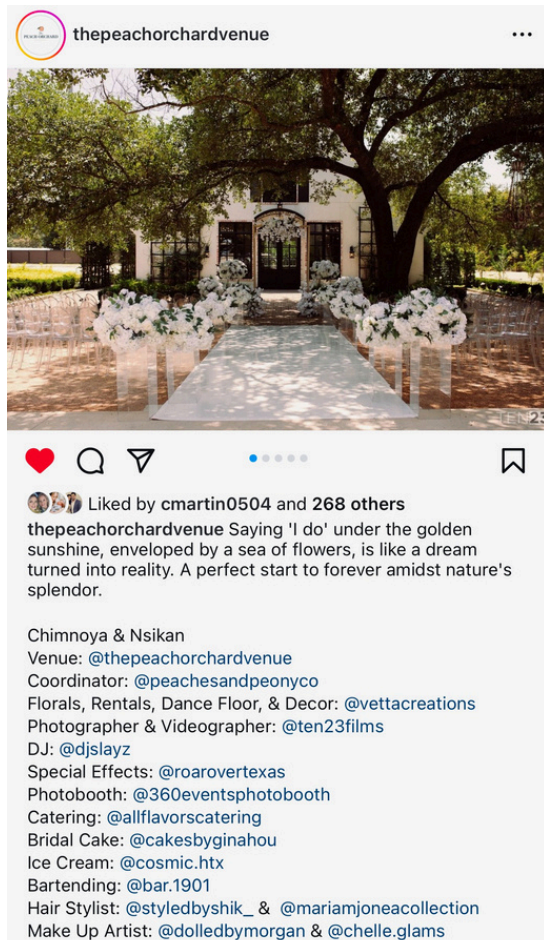 PEACH ORCHARD
thepeachorchardvenue
TEN23
Liked by cmartin0504 and 268 others
thepeachorchardvenue Saying 'I do' under the golden
sunshine, enveloped by a sea of flowers, is like a dream
turned into reality. A perfect start to forever amidst nature's
splendor.
Chimnoya & Nsikan
Venue: @thepeachorchardvenue
Coordinator: @peachesandpeonyco
Florals, Rentals, Dance Floor, & Decor: @vettacreations
Photographer & Videographer: @ten23films
DJ: @djslayz
Special Effects: @roarovertexas
Photobooth: @360eventsphotobooth
Catering: @allflavorscatering
Bridal Cake: @cakesbyginahou
Ice Cream: @cosmic.htx
Bartending: @bar.1901
Hair Stylist: @styledbyshik_ & @mariamjoneacollection
Make Up Artist: @dolledbymorgan & @chelle.glams